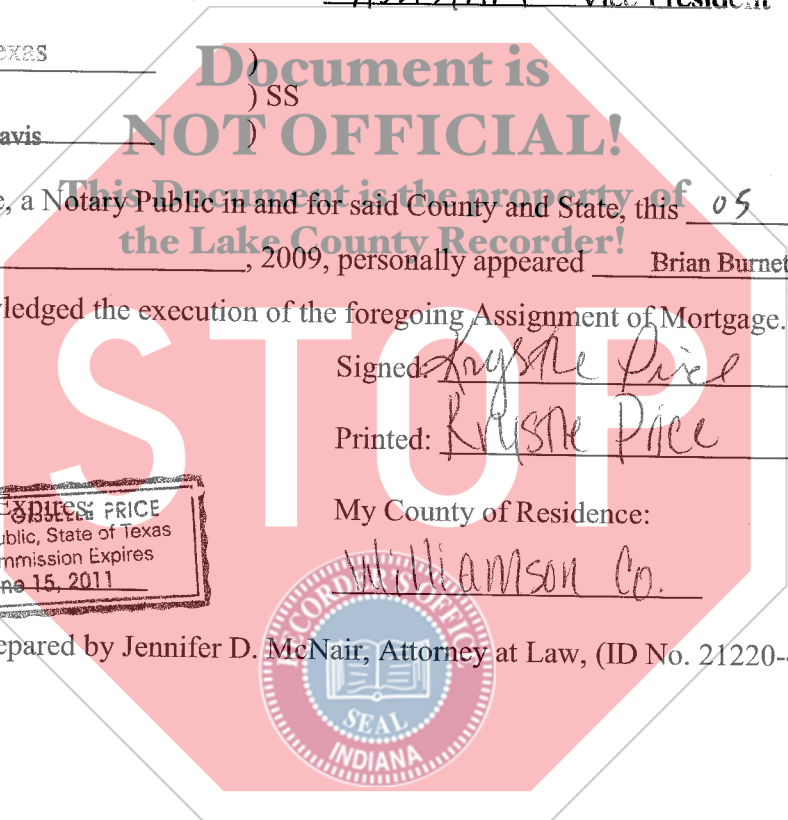 Vice President
exas
)
) SS
avis )
Document is
NOT OFFICIAL!
This Document is the property of
the Lake County Recorder!
e, a Notary Public in and for said County and State, this 05
, 2009, personally appeared Brian Burnet
ledged the execution of the foregoing Assignment of Mortgage.
STOP
Signed: Krystle Price
Printed: Krystle Price
Expires:
PRICE
ublic, State of Texas
mmission Expires
ne 15, 2011
My County of Residence:
Williamson Co.
epared by Jennifer D. McNair, Attorney at Law, (ID No. 21220-
RECORDER'S OFFICE
SEAL
INDIANA